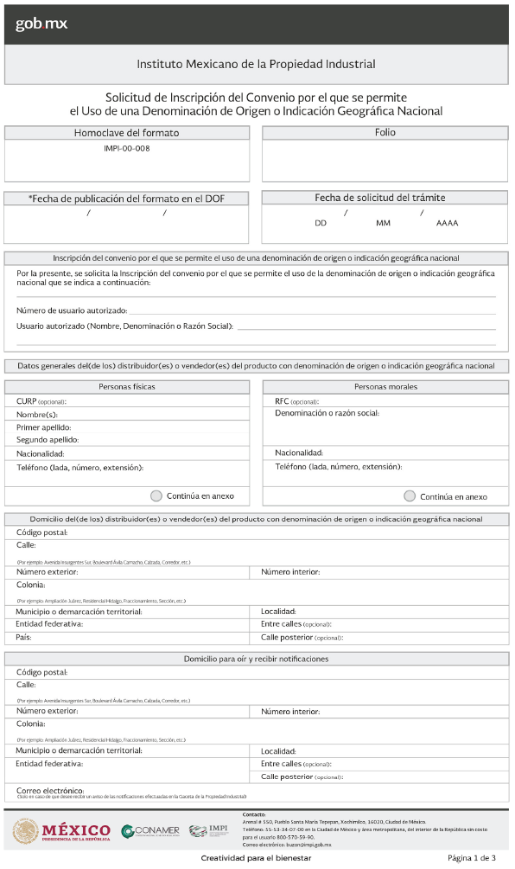 gob mx
Instituto Mexicano de la Propiedad Industrial
Solicitud de Inscripción del Convenio por el que se permite
el Uso de una Denominación de Origen o Indicación Geográfica Nacional
Homoclave del formato
IMPI-00-008
Folio
*Fecha de publicación del formato en el DOF
/ /
Fecha de solicitud del trámite
/ /
DD MM AAAA
Inscripción del convenio por el que se permite el uso de una denominación de origen o indicación geográfica nacional
Por la presente, se solicita la Inscripción del convenio por el que se permite el uso de la denominación de origen o indicación geográfica
nacional que se indica a continuación:
Número de usuario autorizado:
Usuario autorizado (Nombre, Denominación o Razón Social):
Datos generales del(de los) distribuidor(es) o vendedor(es) del producto con denominación de origen o indicación geográfica nacional
Personas físicas
CURP (opcional):
Nombre(s):
Primer apellido:
Segundo apellido:
Nacionalidad:
Teléfono (lada, número, extensión):
Continúa en anexo
Personas morales
RFC (opcional):
Denominación o razón social:
Nacionalidad:
Teléfono (lada, número, extensión):
Continúa en anexo
Domicilio del(de los) distribuidor(es) o vendedor(es) del producto con denominación de origen o indicación geográfica nacional
Código postal:
Calle:
(Por ejemplo: Avenida Insurgentes Sur, Boulevard Ávila Camacho, Calzada, Corredor, etc.)
Número exterior: Número interior:
Colonia:
(Por ejemplo: Ampliación Juárez, Residencial Hidalgo, Fraccionamiento, Sección, etc.)
Municipio o demarcación territorial: Localidad:
Entidad federativa: Entre calles (opcional):
País: Calle posterior (opcional):
Domicilio para oír y recibir notificaciones
Código postal:
Calle:
(Por ejemplo: Avenida Insurgentes Sur, Boulevard Ávila Camacho, Calzada, Corredor, etc.)
Número exterior: Número interior:
Colonia:
(Por ejemplo: Ampliación Juárez, Residencial Hidalgo, Fraccionamiento, Sección, etc.)
Municipio o demarcación territorial: Localidad:
Entidad federativa: Entre calles (opcional):
Calle posterior (opcional):
Correo electrónico:
(Solo en caso de que desee recibir un aviso de las notificaciones efectuadas en la Gaceta de la Propiedad Industrial)
MÉXICO
PRESIDENCIA DE LA REPÚBLICA
CONAMER
IMPI
Contacto:
Arenal # 550, Pueblo Santa María Tepepan, Xochimilco, 16020, Ciudad de México.
Teléfono: 55-53-34-07-00 en la Ciudad de México y área metropolitana, del interior de la República sin costo
para el usuario 800-570-59-90.
Correo electrónico: buzon@impi.gob.mx
Creatividad para el bienestar
Página 1 de 3